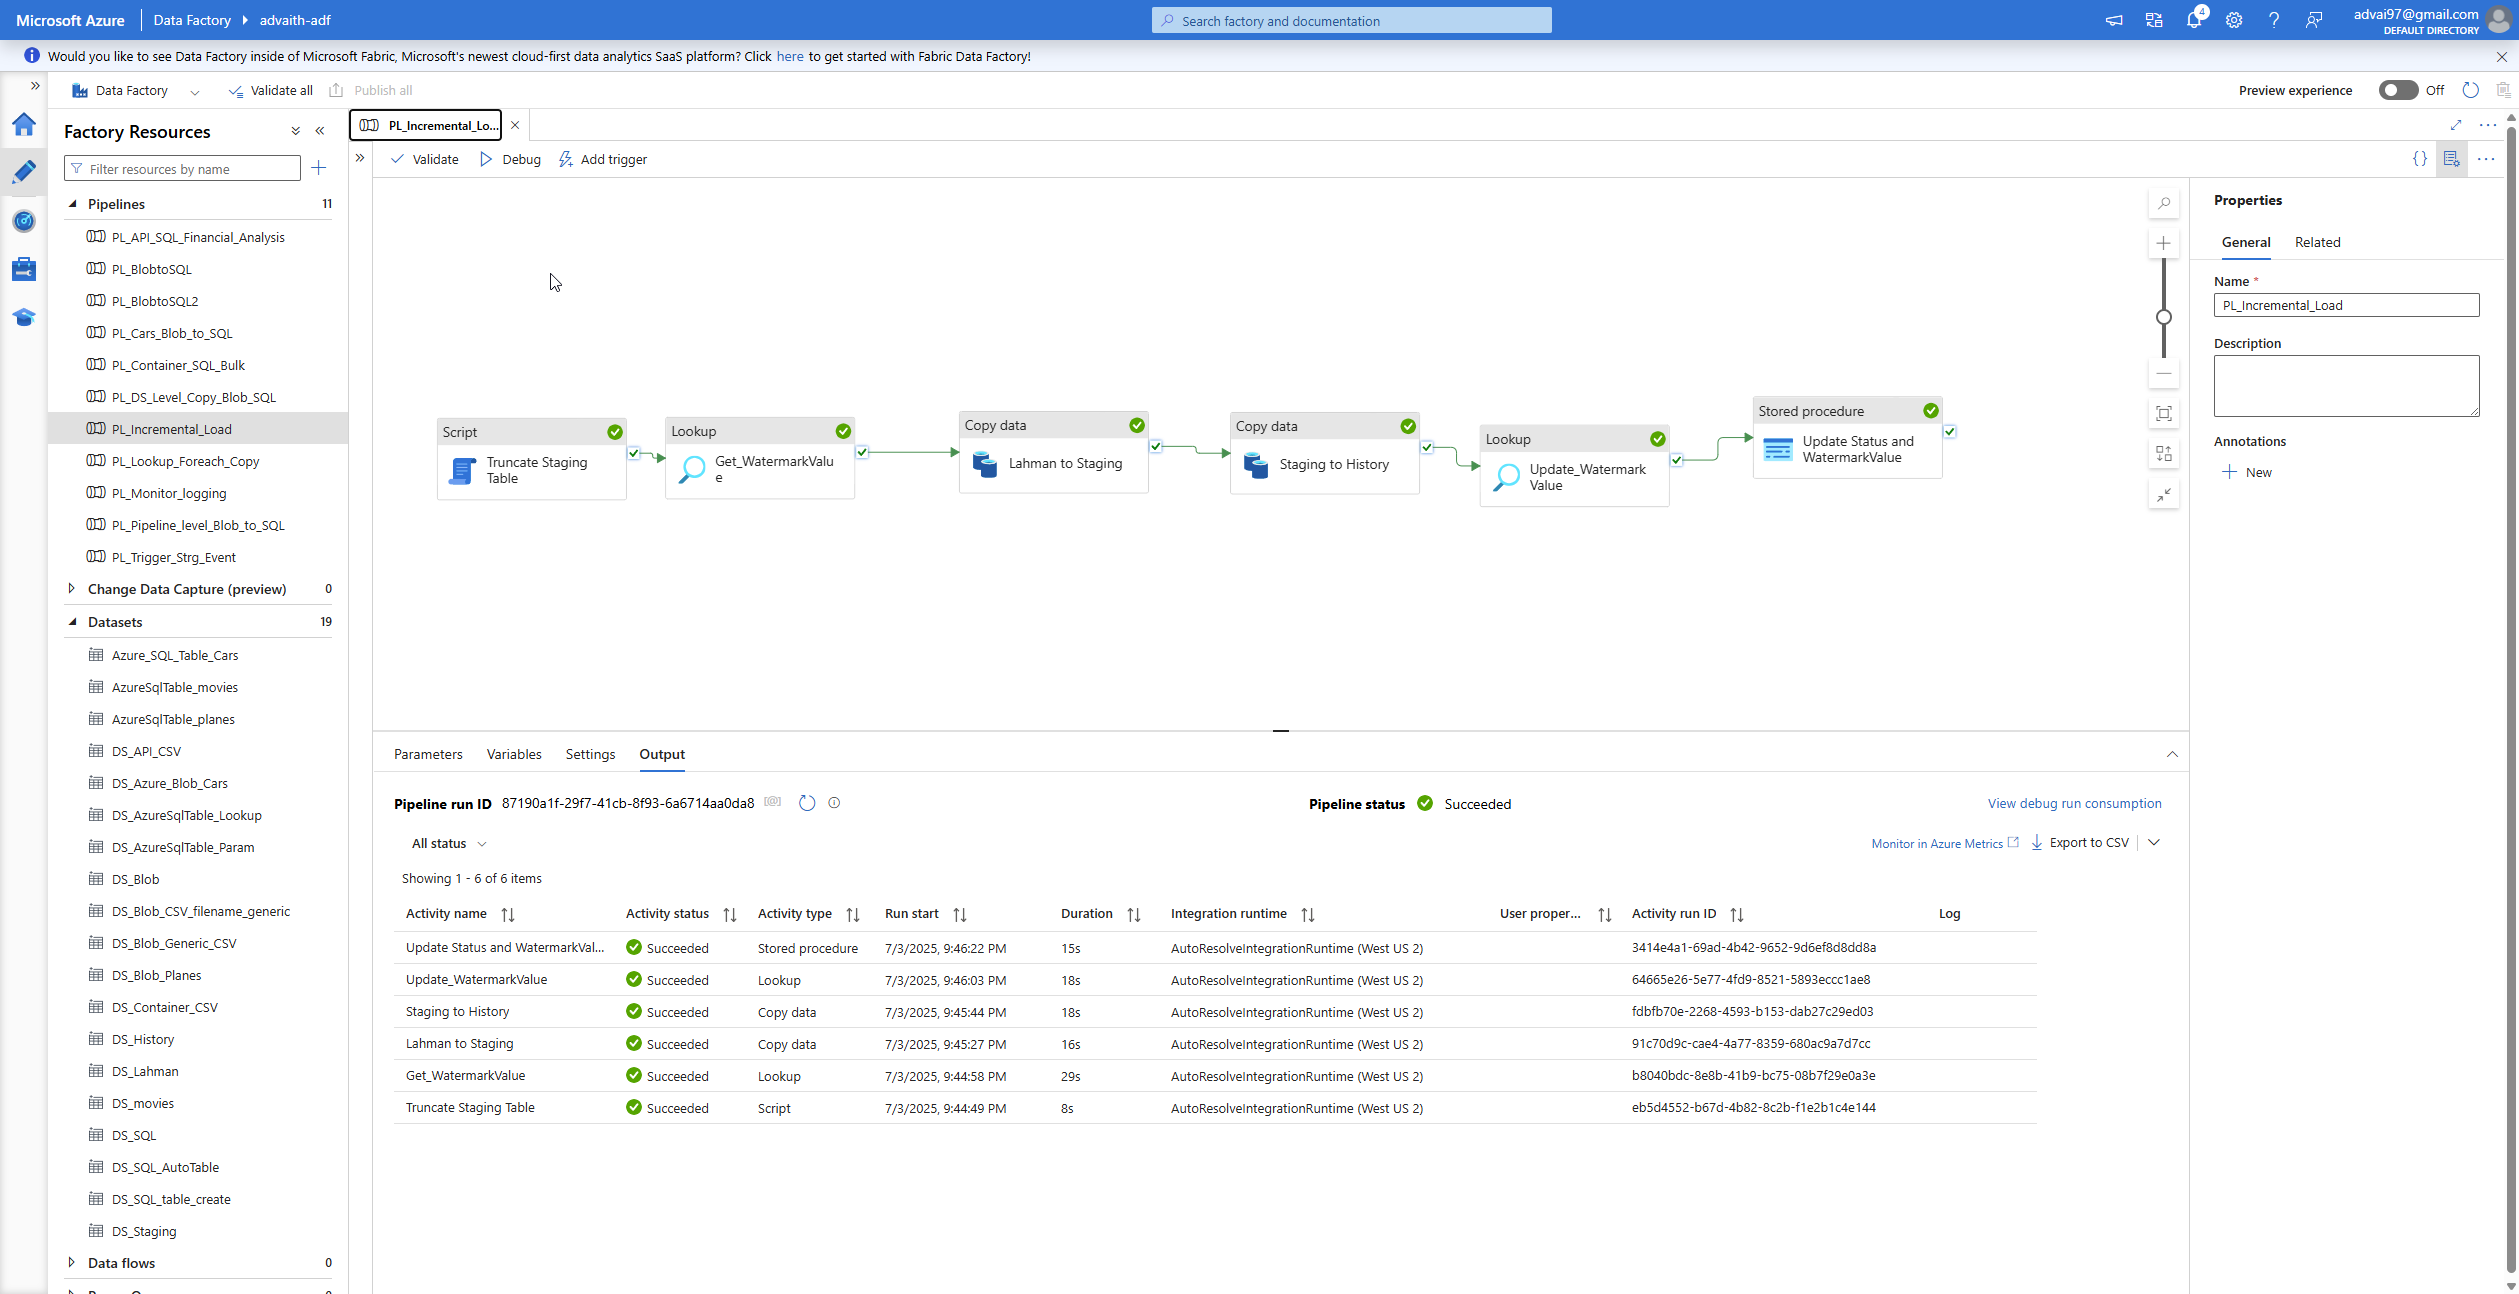 Microsoft Azure
Data Factory
advaith-adf
Search factory and documentation
4
advai97@gmail.com
DEFAULT DIRECTORY
Would you like to see Data Factory inside of Microsoft Fabric, Microsoft's newest cloud-first data analytics SaaS platform? Click here to get started with Fabric Data Factory!
Data Factory
Validate all
Publish all
Preview experience
Off
Factory Resources
Filter resources by name
Pipelines 11
PL_API_SQL_Financial_Analysis
PL_BlobtoSQL
PL_BlobtoSQL2
PL_Cars_Blob_to_SQL
PL_Container_SQL_Bulk
PL_DS_Level_Copy_Blob_SQL
PL_Incremental_Load
PL_Lookup_Foreach_Copy
PL_Monitor_logging
PL_Pipeline_level_Blob_to_SQL
PL_Trigger_Strg_Event
Change Data Capture (preview) 0
Datasets 19
Azure_SQL_Table_Cars
AzureSqlTable_movies
AzureSqlTable_planes
DS_API_CSV
DS_Azure_Blob_Cars
DS_AzureSqlTable_Lookup
DS_AzureSqlTable_Param
DS_Blob
DS_Blob_CSV_filename_generic
DS_Blob_Generic_CSV
DS_Blob_Planes
DS_Container_CSV
DS_History
DS_Lahman
DS_movies
DS_SQL
DS_SQL_AutoTable
DS_SQL_table_create
DS_Staging
Data flows 0
PL_Incremental_Lo...
Validate
Debug
Add trigger
Script
Truncate Staging
Table
Lookup
Get_WatermarkValu
e
Copy data
Lahman to Staging
Copy data
Staging to History
Lookup
Update_Watermark
Value
Stored procedure
Update Status and
WatermarkValue
Properties
General
Related
Name *
PL_Incremental_Load
Description
Annotations
New
Parameters
Variables
Settings
Output
Pipeline run ID 87190a1f-29f7-41cb-8f93-6a6714aa0da8
Pipeline status Succeeded
View debug run consumption
All status
Monitor in Azure Metrics
Export to CSV
Showing 1 - 6 of 6 items
Activity name Activity status Activity type Run start Duration Integration runtime User proper... Activity run ID Log
Update Status and WatermarkVal... Succeeded Stored procedure 7/3/2025, 9:46:22 PM 15s AutoResolveIntegrationRuntime (West US 2) 3414e4a1-69ad-4b42-9652-9d6ef8d8dd8a
Update_WatermarkValue Succeeded Lookup 7/3/2025, 9:46:03 PM 18s AutoResolveIntegrationRuntime (West US 2) 64665e26-5e77-4fd9-8521-5893eccc1ae8
Staging to History Succeeded Copy data 7/3/2025, 9:45:44 PM 18s AutoResolveIntegrationRuntime (West US 2) fdbfb70e-2268-4593-b153-dab27c29ed03
Lahman to Staging Succeeded Copy data 7/3/2025, 9:45:27 PM 16s AutoResolveIntegrationRuntime (West US 2) 91c70d9c-cae4-4a77-8359-680ac9a7d7cc
Get_WatermarkValue Succeeded Lookup 7/3/2025, 9:44:58 PM 29s AutoResolveIntegrationRuntime (West US 2) b8040bdc-8e8b-41b9-bc75-08b7f29e0a3e
Truncate Staging Table Succeeded Script 7/3/2025, 9:44:49 PM 8s AutoResolveIntegrationRuntime (West US 2) eb5d4552-b67d-4b82-8c2b-f1e2b1c4e144